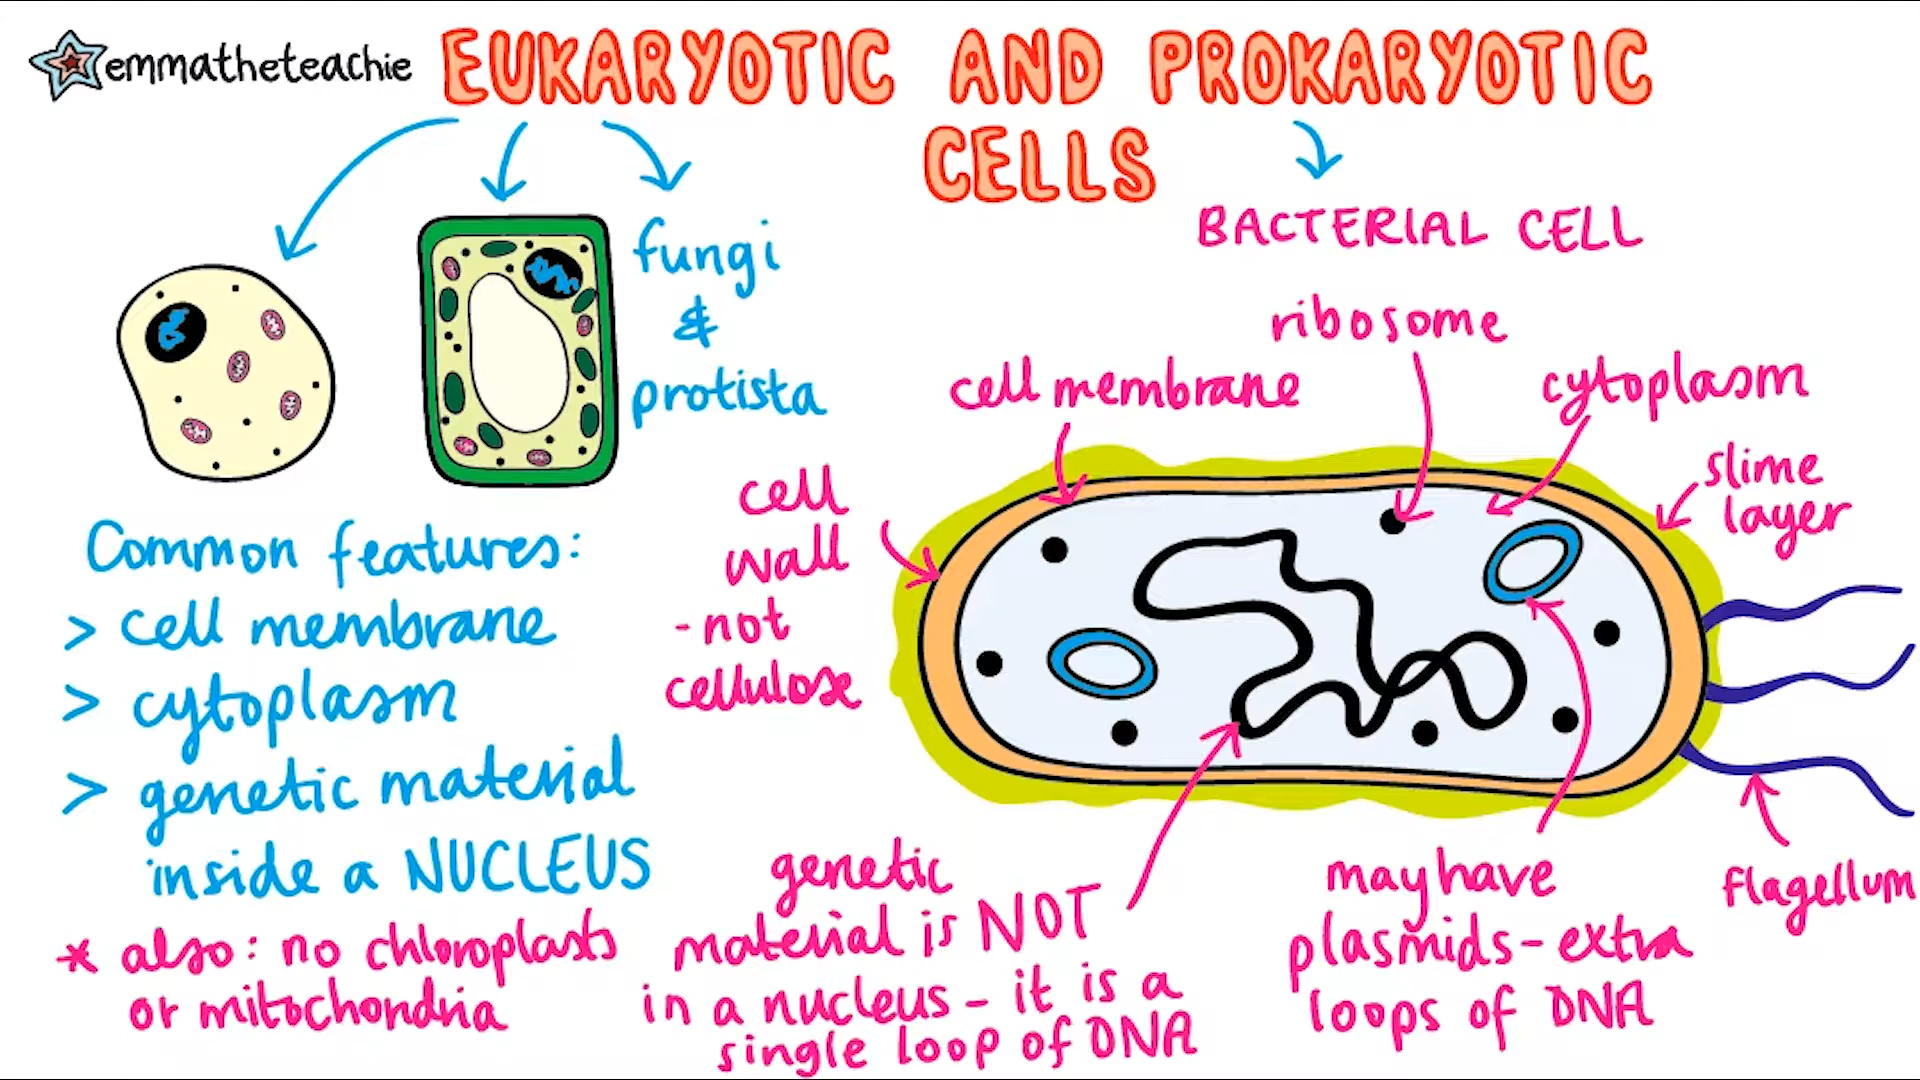 emmatheteachie
EUKARYOTIC AND PROKARYOTIC
CELLS
fungi
&
protista
Common features:
> cell membrane
> cytoplasm
> genetic material
inside a NUCLEUS
* also: no chloroplasts
or mitochondria
BACTERIAL CELL
ribosome
cell membrane
cytoplasm
slime
layer
cell
wall
- not
cellulose
genetic
material is NOT
in a nucleus - it is a
single loop of DNA
may have
plasmids - extra
loops of DNA
flagellum